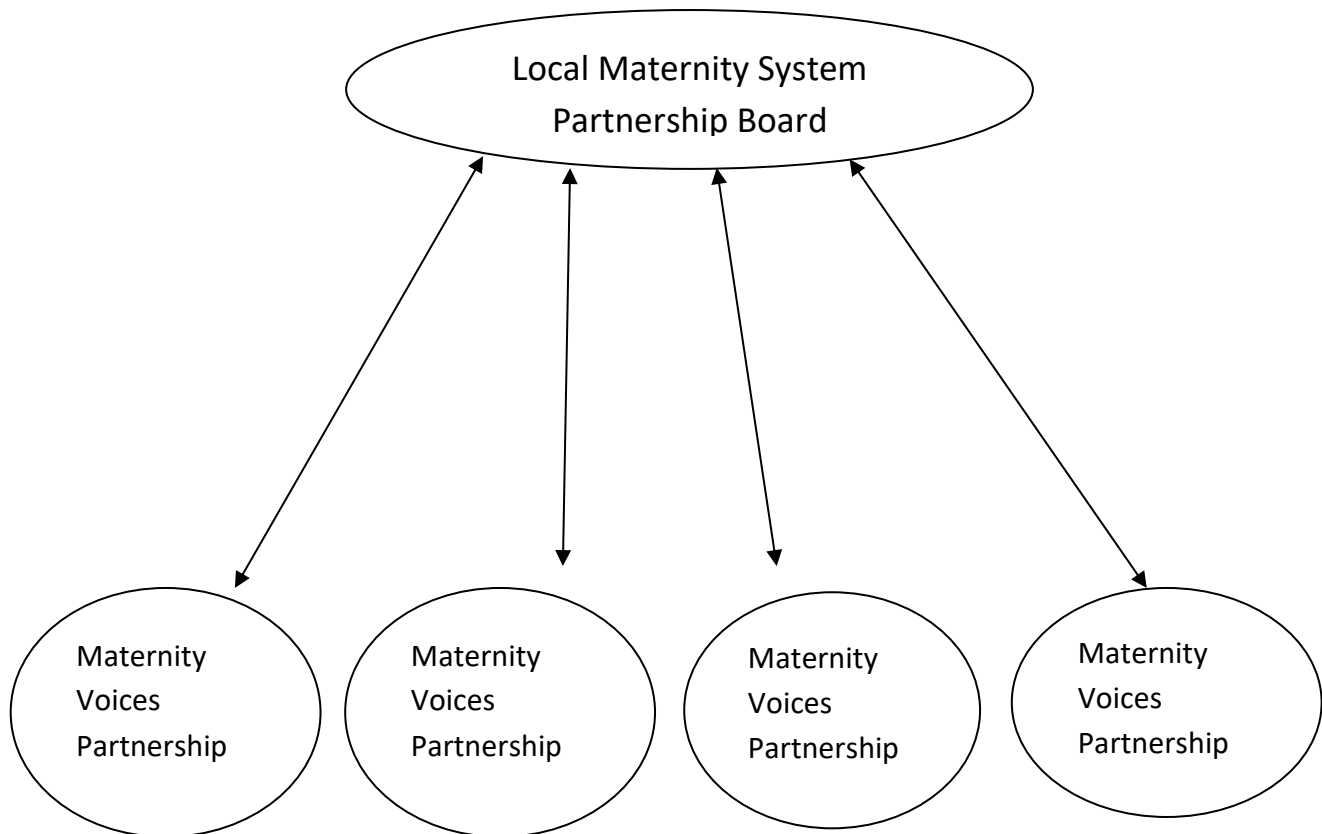 Local Maternity System
Partnership Board
Maternity
Voices
Partnership
Maternity
Voices
Partnership
Maternity
Voices
Partnership
Maternity
Voices
Partnership